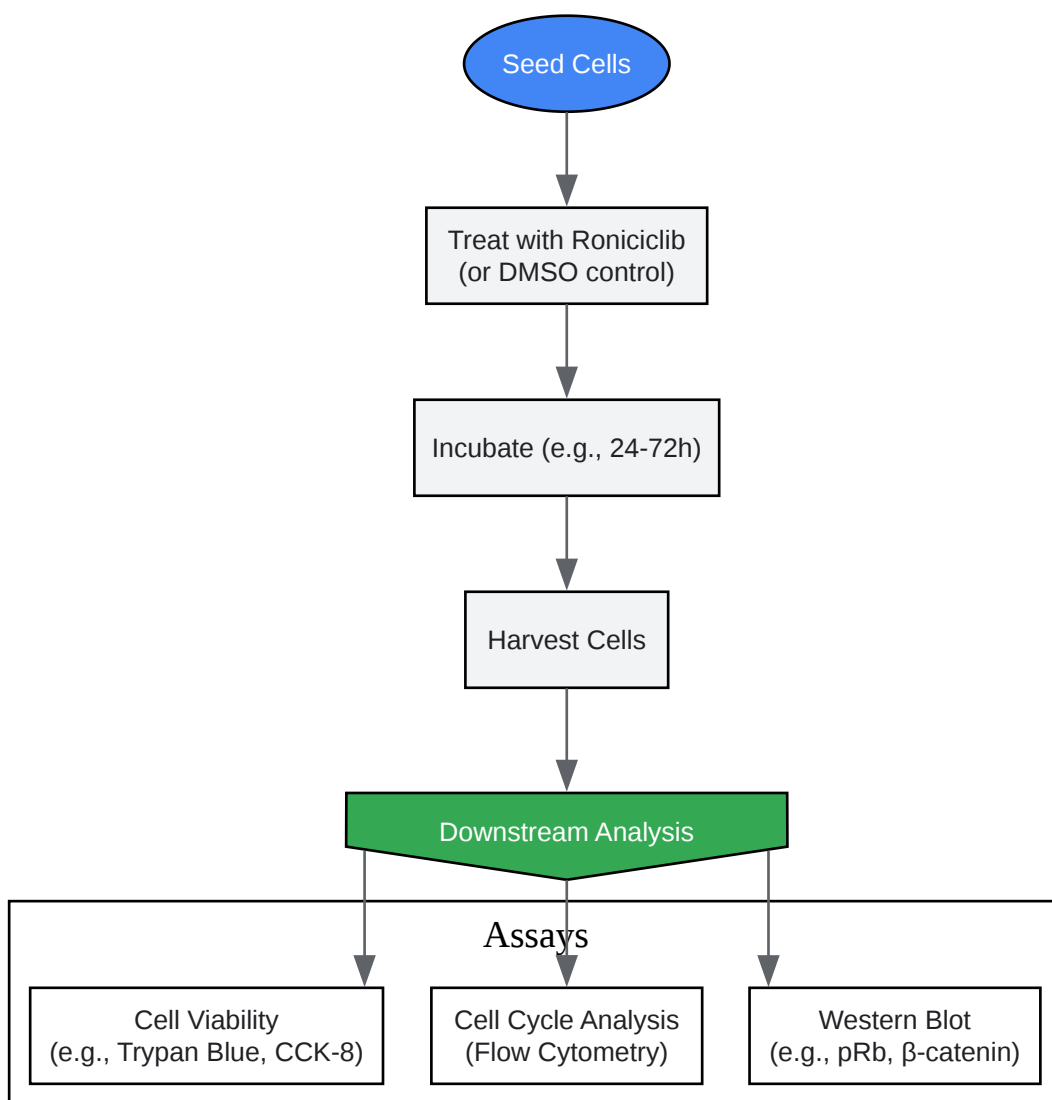 Seed Cells
Treat with Roniciclib
(or DMSO control)
Incubate (e.g., 24-72h)
Harvest Cells
Downstream Analysis
Assays
Cell Viability
(e.g., Trypan Blue, CCK-8)
Cell Cycle Analysis
(Flow Cytometry)
Western Blot
(e.g., pRb, β-catenin)